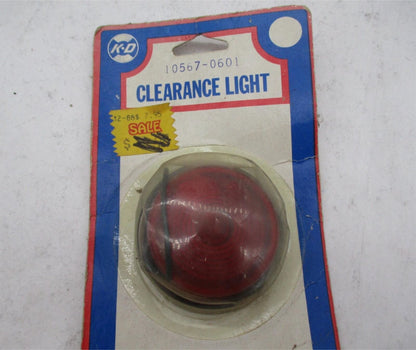 K-D
10567-0601
CLEARANCE LIGHT
SALE
$